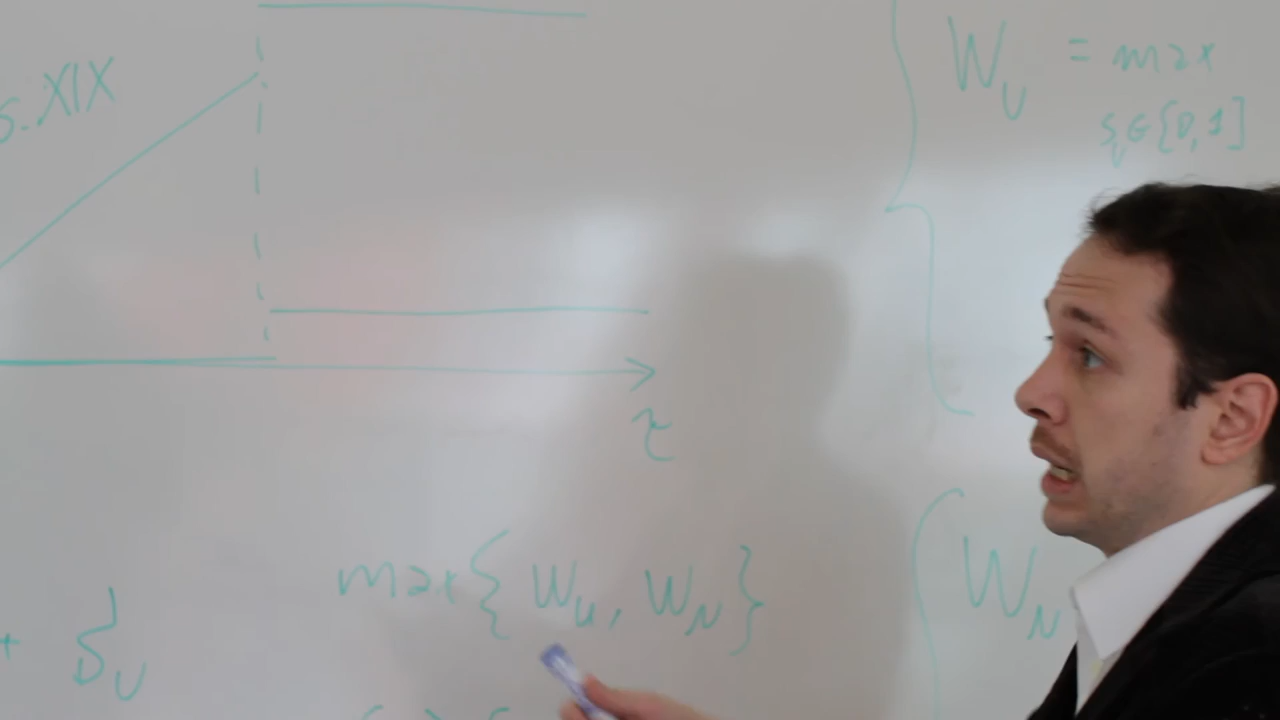 S. XIX
W_U = max
q∈[0,1]
τ
max{W_U, W_N}
W_N
+ δ_U